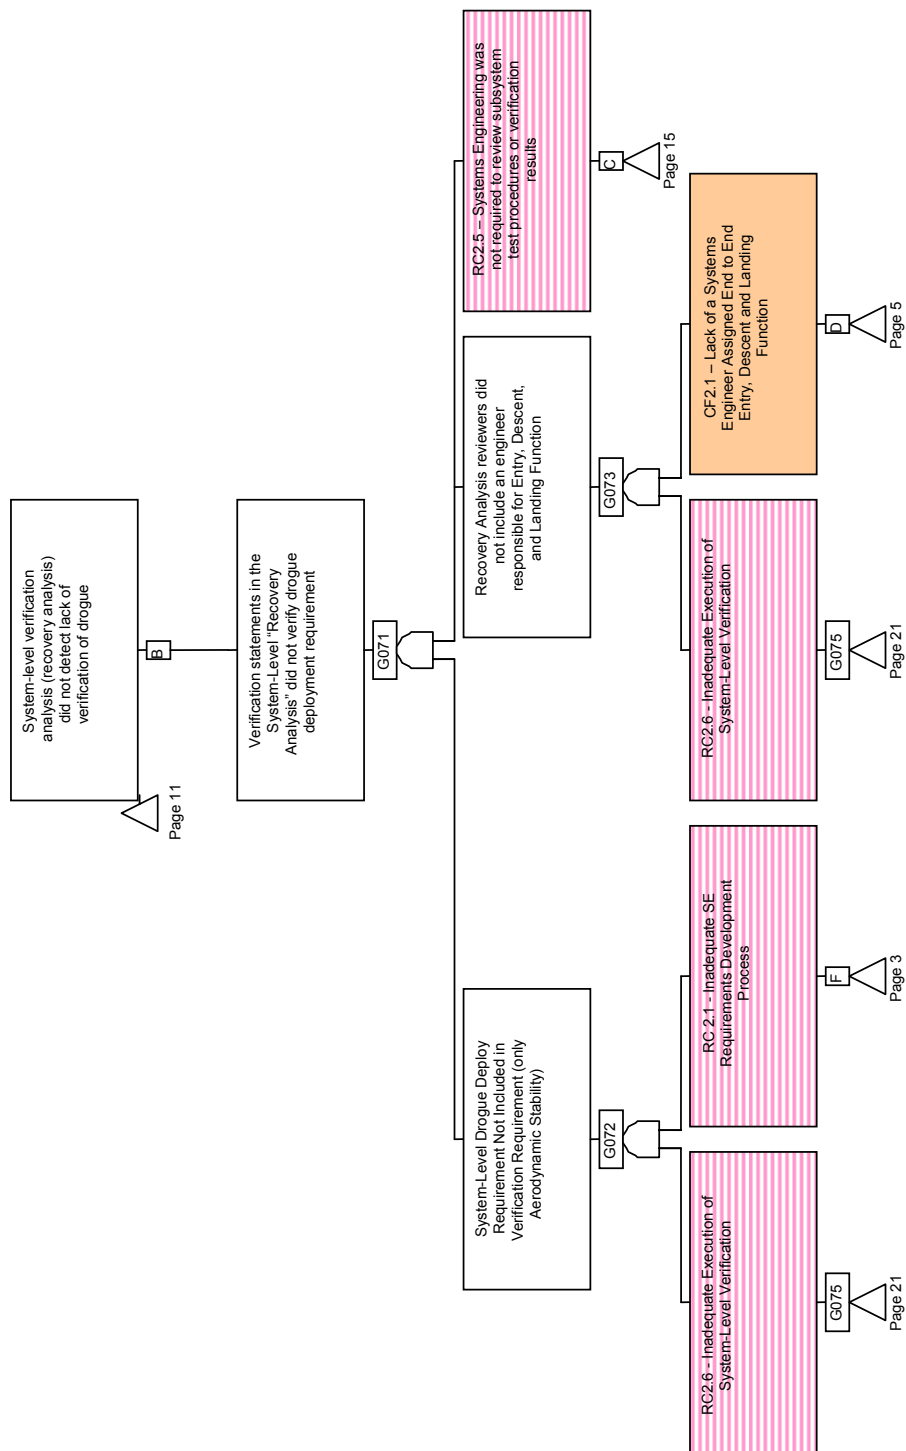 System-level verification
analysis (recovery analysis)
did not detect lack of
verification of drogue
Page 11
B
Verification statements in the
System-Level “Recovery
Analysis” did not verify drogue
deployment requirement
G071
System-Level Drogue Deploy
Requirement Not Included in
Verification Requirement (only
Aerodynamic Stability)
G072
Recovery Analysis reviewers did
not include an engineer
responsible for Entry, Descent,
and Landing Function
G073
RC2.5 – Systems Engineering was
not required to review subsystem
test procedures or verification
results
C
Page 15
RC2.6 - Inadequate Execution of
System-Level Verification
G075
Page 21
RC 2.1 - Inadequate SE
Requirements Development
Process
F
Page 3
RC2.6 - Inadequate Execution of
System-Level Verification
G075
Page 21
CF2.1 – Lack of a Systems
Engineer Assigned End to End
Entry, Descent and Landing
Function
D
Page 5